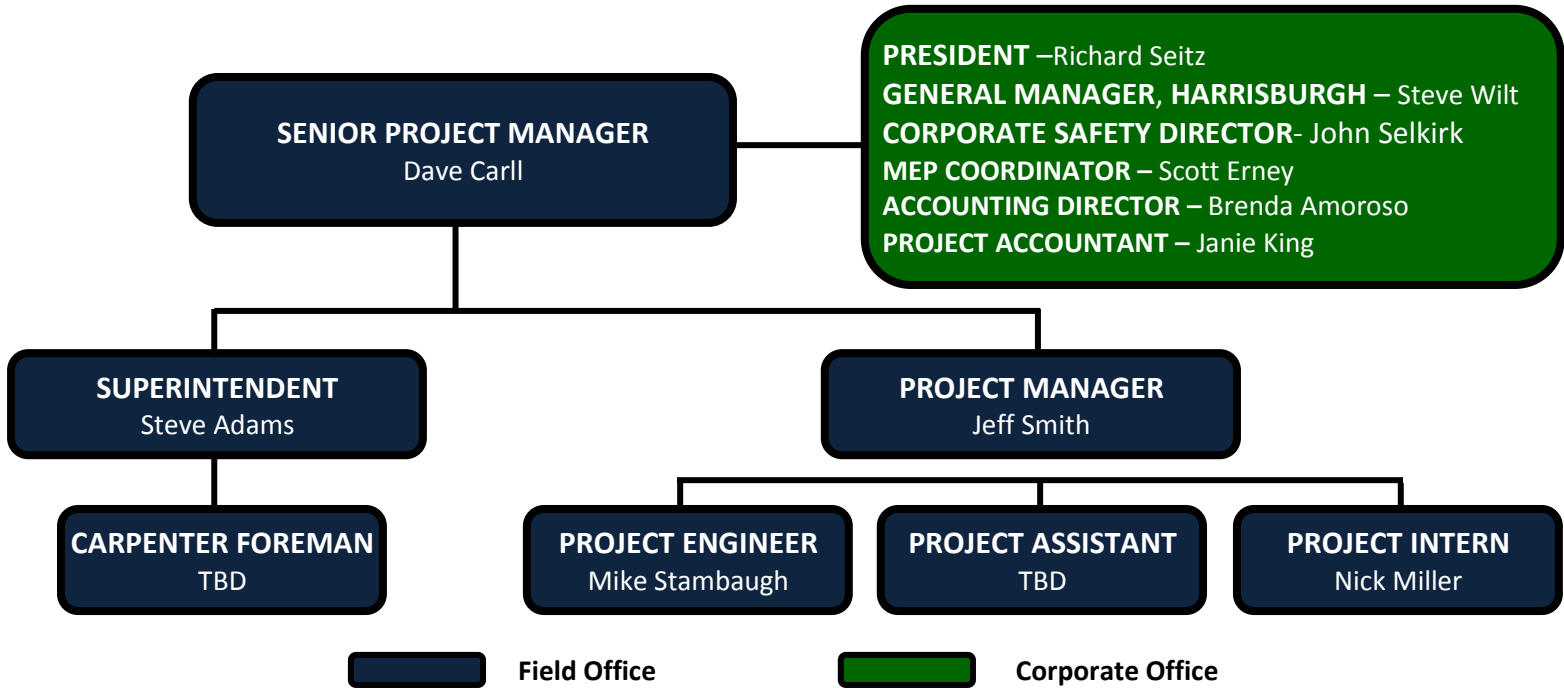 SENIOR PROJECT MANAGER
Dave Carll
PRESIDENT –Richard Seitz
GENERAL MANAGER, HARRISBURGH – Steve Wilt
CORPORATE SAFETY DIRECTOR- John Selkirk
MEP COORDINATOR – Scott Erney
ACCOUNTING DIRECTOR – Brenda Amoroso
PROJECT ACCOUNTANT – Janie King
SUPERINTENDENT
Steve Adams
PROJECT MANAGER
Jeff Smith
CARPENTER FOREMAN
TBD
PROJECT ENGINEER
Mike Stambaugh
PROJECT ASSISTANT
TBD
PROJECT INTERN
Nick Miller
Field Office
Corporate Office